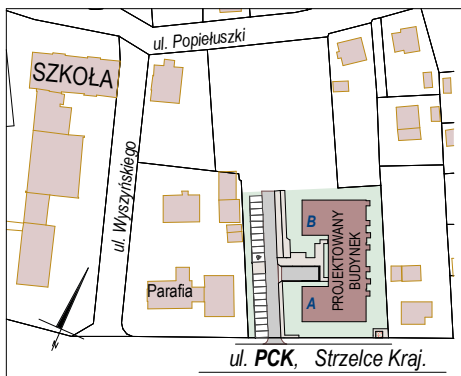 ul. Popiełuszki
SZKOŁA
ul. Wyszyńskiego
B
PROJEKTOWANY
BUDYNEK
Parafia
A
N
ul. PCK, Strzelce Kraj.